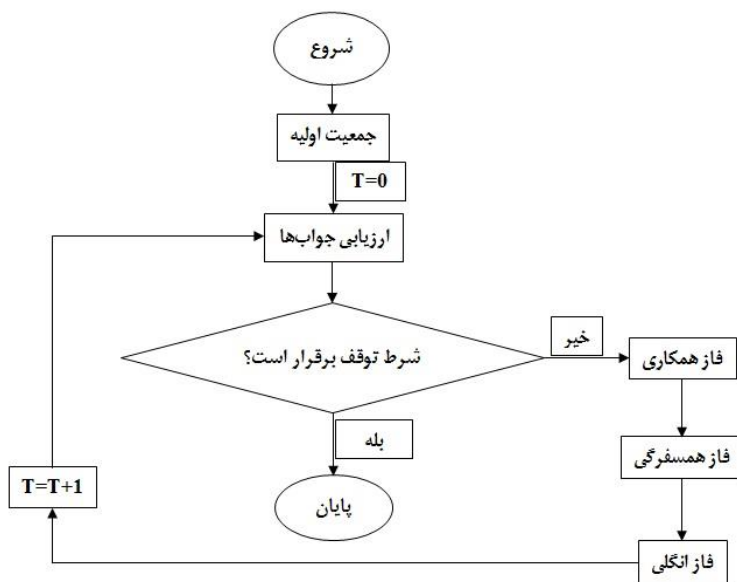 شروع
جمعیت اولیه
T=0
ارزیابی جواب‌ها
شرط توقف برقرار است؟
خیر
فاز همکاری
بله
فاز همسفرگی
T=T+1
پایان
فاز انگلی